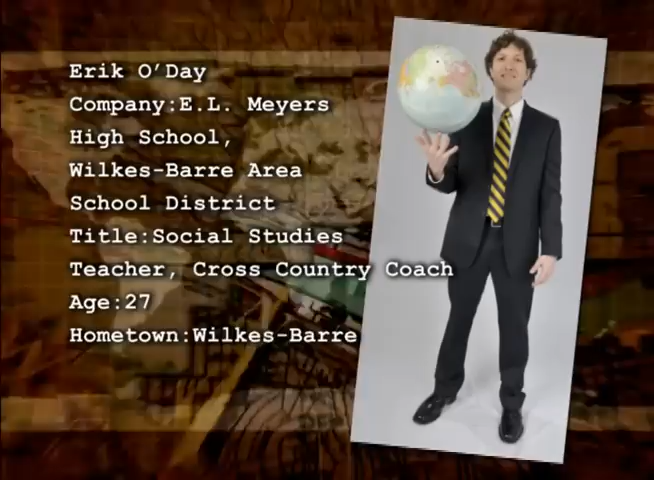 Erik O'Day
Company:E.L. Meyers
High School,
Wilkes-Barre Area
School District
Title:Social Studies
Teacher, Cross Country Coach
Age:27
Hometown:Wilkes-Barre